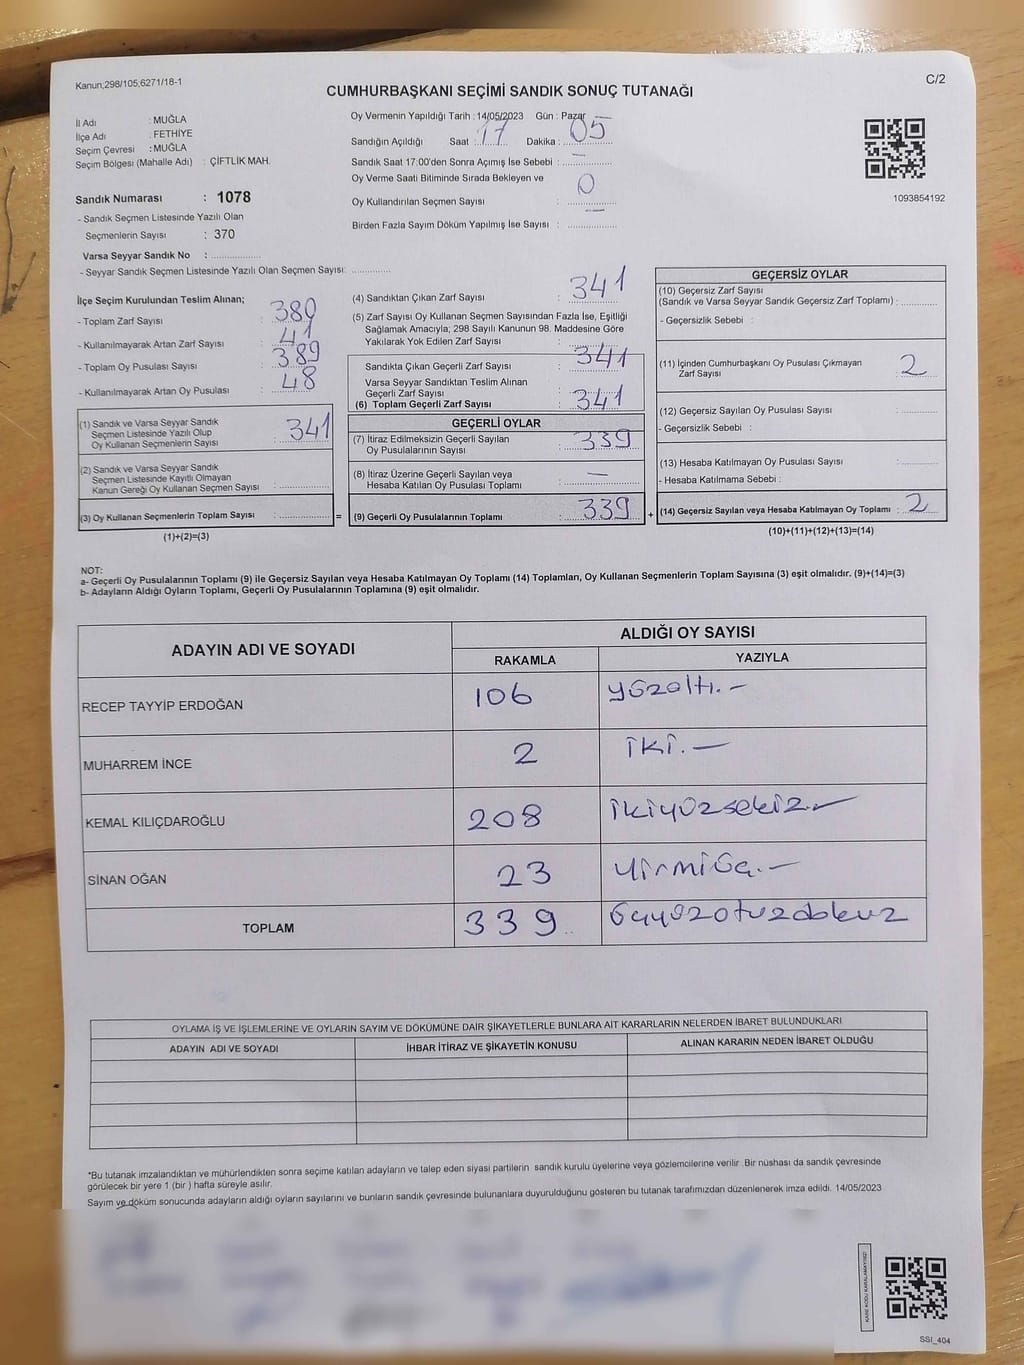 Kanun;298/105;6271/18-1
C/2
CUMHURBAŞKANI SEÇİMİ SANDIK SONUÇ TUTANAĞI
İl Adı : MUĞLA
İlçe Adı : FETHİYE
Seçim Çevresi : MUĞLA
Seçim Bölgesi (Mahalle Adı) : ÇİFTLİK MAH.
Sandık Numarası : 1078
- Sandık Seçmen Listesinde Yazılı Olan
Seçmenlerin Sayısı : 370
Varsa Seyyar Sandık No : ..............
- Seyyar Sandık Seçmen Listesinde Yazılı Olan Seçmen Sayısı: ............
Oy Vermenin Yapıldığı Tarih : 14/05/2023 Gün : Pazar
Sandığın Açıldığı Saat : 17 Dakika : 05
Sandık Saat 17:00'den Sonra Açımış İse Sebebi : –
Oy Verme Saati Bitiminde Sırada Bekleyen ve
Oy Kullandırılan Seçmen Sayısı : 0
Birden Fazla Sayım Döküm Yapılmış İse Sayısı : –
1093854192
İlçe Seçim Kurulundan Teslim Alınan;
- Toplam Zarf Sayısı : 380
- Kullanılmayarak Artan Zarf Sayısı : 41
- Toplam Oy Pusulası Sayısı : 389
- Kullanılmayarak Artan Oy Pusulası : 48
(1) Sandık ve Varsa Seyyar Sandık
Seçmen Listesinde Yazılı Olup
Oy Kullanan Seçmenlerin Sayısı 341
(2) Sandık ve Varsa Seyyar Sandık
Seçmen Listesinde Kayıtlı Olmayan
Kanun Gereği Oy Kullanan Seçmen Sayısı : ..............
(3) Oy Kullanan Seçmenlerin Toplam Sayısı : .............. =
(1)+(2)=(3)
(4) Sandıktan Çıkan Zarf Sayısı : 341
(5) Zarf Sayısı Oy Kullanan Seçmen Sayısından Fazla İse, Eşitliği
Sağlamak Amacıyla; 298 Sayılı Kanunun 98. Maddesine Göre
Yakılarak Yok Edilen Zarf Sayısı : ..............
Sandıkta Çıkan Geçerli Zarf Sayısı : 341
Varsa Seyyar Sandıktan Teslim Alınan
Geçerli Zarf Sayısı
(6) Toplam Geçerli Zarf Sayısı : 341
GEÇERLİ OYLAR
(7) İtiraz Edilmeksizin Geçerli Sayılan
Oy Pusulalarının Sayısı : 339
(8) İtiraz Üzerine Geçerli Sayılan veya
Hesaba Katılan Oy Pusulası Toplamı : —
(9) Geçerli Oy Pusulalarının Toplamı : 339 +
GEÇERSİZ OYLAR
(10) Geçersiz Zarf Sayısı
(Sandık ve Varsa Seyyar Sandık Geçersiz Zarf Toplamı) : ...........
- Geçersizlik Sebebi :
(11) İçinden Cumhurbaşkanı Oy Pusulası Çıkmayan
Zarf Sayısı : 2
(12) Geçersiz Sayılan Oy Pusulası Sayısı : ...........
- Geçersizlik Sebebi :
(13) Hesaba Katılmayan Oy Pusulası Sayısı : ...........
- Hesaba Katılmama Sebebi :
(14) Geçersiz Sayılan veya Hesaba Katılmayan Oy Toplamı : 2
(10)+(11)+(12)+(13)=(14)
NOT:
a- Geçerli Oy Pusulalarının Toplamı (9) ile Geçersiz Sayılan veya Hesaba Katılmayan Oy Toplamı (14) Toplamları, Oy Kullanan Seçmenlerin Toplam Sayısına (3) eşit olmalıdır. (9)+(14)=(3)
b- Adayların Aldığı Oyların Toplamı, Geçerli Oy Pusulalarının Toplamına (9) eşit olmalıdır.
ADAYIN ADI VE SOYADI ALDIĞI OY SAYISI
RAKAMLA YAZIYLA
RECEP TAYYİP ERDOĞAN 106 yüzaltı.–
MUHARREM İNCE 2 iki.—
KEMAL KILIÇDAROĞLU 208 ikiyüzsekiz
SİNAN OĞAN 23 yirmiüç.–
TOPLAM 339 üçyüzotuzdokuz
OYLAMA İŞ VE İŞLEMLERİNE VE OYLARIN SAYIM VE DÖKÜMÜNE DAİR ŞİKAYETLERLE BUNLARA AİT KARARLARIN NELERDEN İBARET BULUNDUKLARI
ADAYIN ADI VE SOYADI İHBAR İTİRAZ VE ŞİKAYETİN KONUSU ALINAN KARARIN NEDEN İBARET OLDUĞU
*Bu tutanak imzalandıktan ve mühürlendikten sonra seçime katılan adayların ve talep eden siyasi partilerin sandık kurulu üyelerine veya gözlemcilerine verilir .Bir nüshası da sandık çevresinde
görülecek bir yere 1 (bir ) hafta süreyle asılır.
Sayım ve döküm sonucunda adayların aldığı oyların sayılarını ve bunların sandık çevresinde bulunanlara duyurulduğunu gösteren bu tutanak tarafımızdan düzenlenerek imza edildi. 14/05/2023
SSI_404